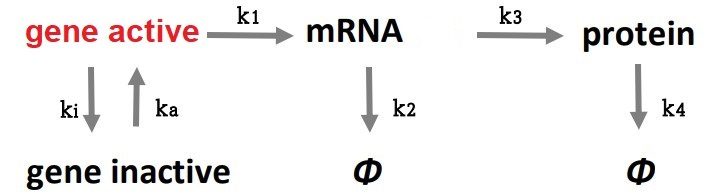 k1
k3
gene active
mRNA
protein
ki
ka
k2
k4
gene inactive
Φ
Φ